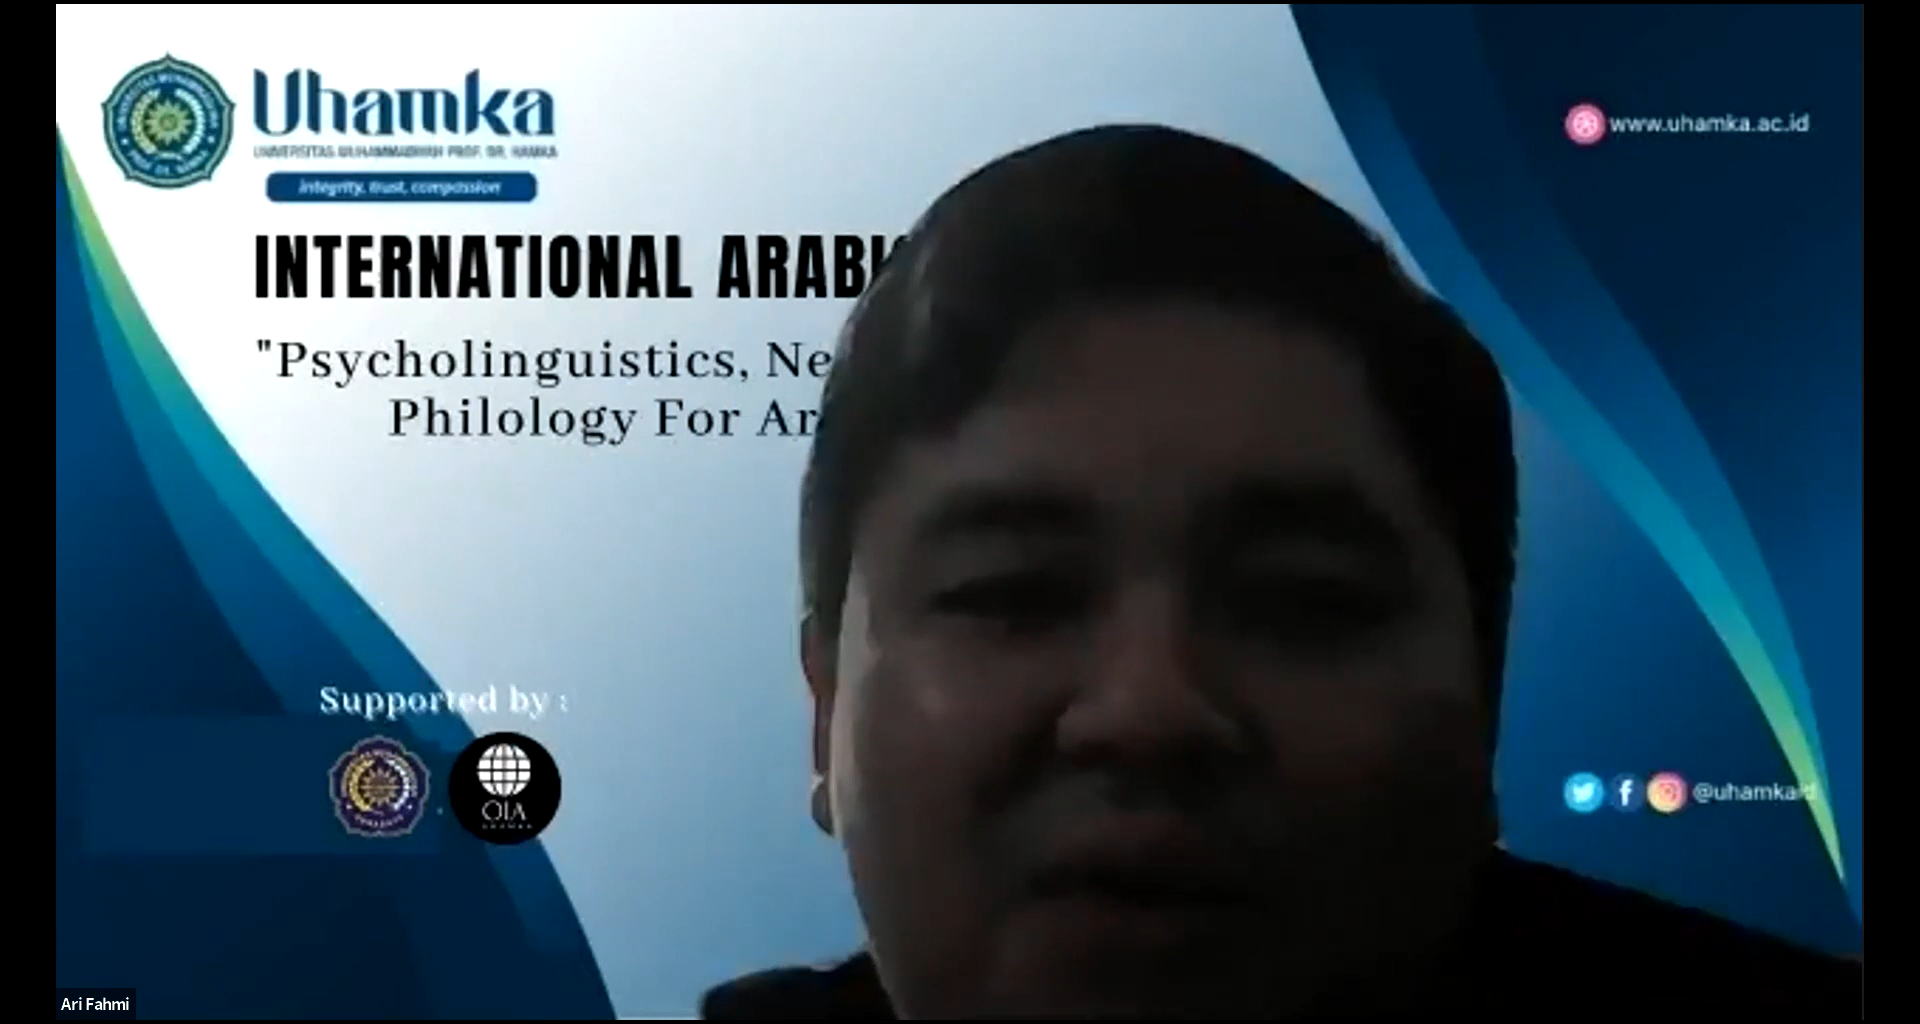 Uhamka
UNIVERSITAS MUHAMMADIYAH PROF. DR. HAMKA
integrity, trust, compassion
www.uhamka.ac.id
INTERNATIONAL ARABI
"Psycholinguistics, Ne
Philology For Ar
Supported by :
OIA
@uhamkaid
Ari Fahmi